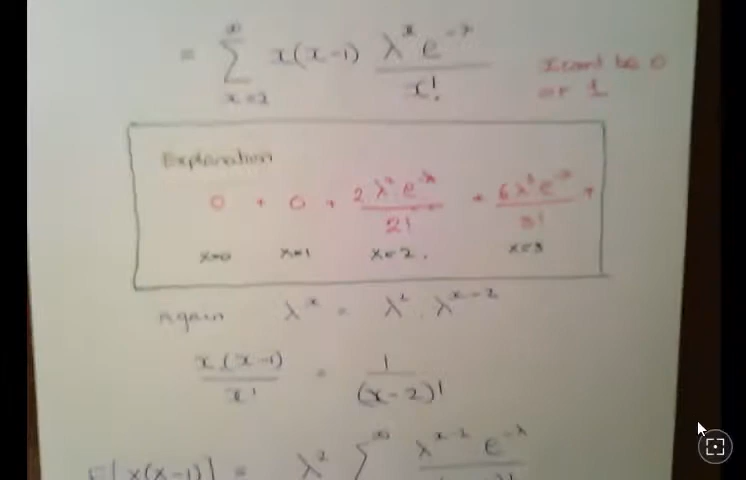 = ∑_{x=2}^{∞} x(x-1) λ^x e^{-λ} / x!
x cant be 0
or 1
Explanation
0 + 0 + 2λ²e^{-λ} / 2! + 6λ³e^{-λ} / 3! +
x=0 x=1 x=2. x=3
Again λ^x = λ² . λ^{x-2}
x.(x-1) / x! = 1 / (x-2)!
E[x(x-1)] = λ² ∑^{∞} λ^{x-2} e^{-λ}